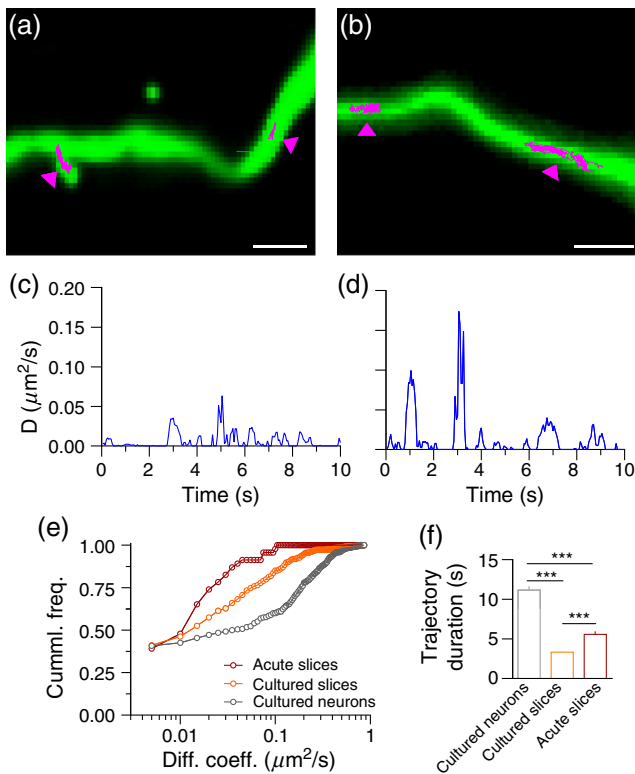 (a)
(b)
(c)
(d)
0.20
0.15
0.10
0.05
0.00
D (μm²/s)
0 2 4 6 8 10
Time (s)
0 2 4 6 8 10
Time (s)
(e)
(f)
1.00
0.75
0.50
0.25
0.00
Cumml. freq.
Acute slices
Cultured slices
Cultured neurons
0.01 0.1 1
Diff. coeff. (μm²/s)
15
10
5
0
Trajectory
duration (s)
***
***
***
Cultured neurons
Cultured slices
Acute slices